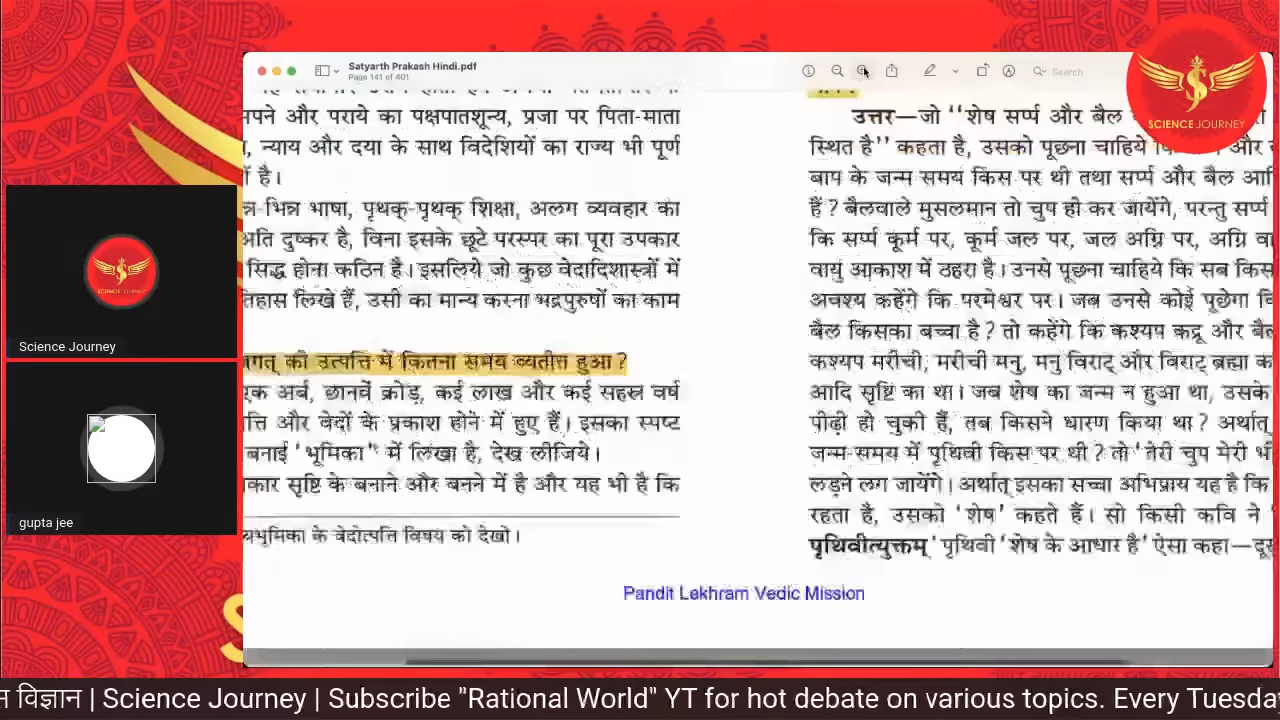 Satyarth Prakash Hindi.pdf
Page 141 of 401
Search
SCIENCE JOURNEY
पने और पराये का पक्षपातशून्य, प्रजा पर पिता-माता
न्याय और दया के साथ विदेशियों का राज्य भी पूर्ण
है।
भिन्न भाषा, पृथक्-पृथक् शिक्षा, अलग व्यवहार का
अति दुष्कर है, विना इसके छूटे परस्पर का पूरा उपकार
सिद्ध होना कठिन है। इसलिये जो कुछ वेदादिशास्त्रों में
लिखे हैं, उसी का मान्य करना भद्रपुरुषों का काम
की उत्पत्ति में कितना समय व्यतीत हुआ?
अर्ब, छानवें क्रोड़, कई लाख और कई सहस्र वर्ष
और वेदों के प्रकाश होने में हुए हैं। इसका स्पष्ट
बनाई 'भूमिका' में लिखा है, देख लीजिये।
कार सृष्टि के बनाने और बनने में है और यह भी है कि
भूमिका के वेदोत्पत्ति विषय को देखो।
उत्तर—जो ''शेष सर्प्प और बैल
स्थित है'' कहता है, उसको पूछना चाहिये और
बाप के जन्म समय किस पर थी तथा सर्प्प और बैल
हैं? बैलवाले मुसलमान तो चुप हो कर जायेंगे, परन्तु सर्प्प
कि सर्प्प कूर्म पर, कूर्म जल पर, जल अग्नि पर, अग्नि
वायु आकाश में ठहरा है। उनसे पूछना चाहिये कि सब किस
अवश्य कहेंगे कि परमेश्वर पर। जब उनसे कोई पूछेगा
बैल किसका बच्चा है? तो कहेंगे कि कश्यप कद्रू और
कश्यप मरीची, मरीची मनु, मनु विराट् और विराट् ब्रह्मा
आदि सृष्टि का था। जब शेष का जन्म न हुआ था, उसके
पीढ़ी हो चुकी हैं, तब किसने धारण किया था? अर्थात्
जन्म-समय में पृथिवी किस पर थी? तो 'तेरी चुप मेरी भी
लड़ने लग जायेंगे। अर्थात् इसका सच्चा अभिप्राय यह है कि
रहता है, उसको 'शेष' कहते हैं। सो किसी कवि ने
पृथिवीत्युक्तम्' पृथिवी 'शेष के आधार है' ऐसा कहा—
Pandit Lekhram Vedic Mission
SCIENCE JOURNEY
Science Journey
gupta jee
विज्ञान | Science Journey | Subscribe "Rational World" YT for hot debate on various topics. Every Tuesda